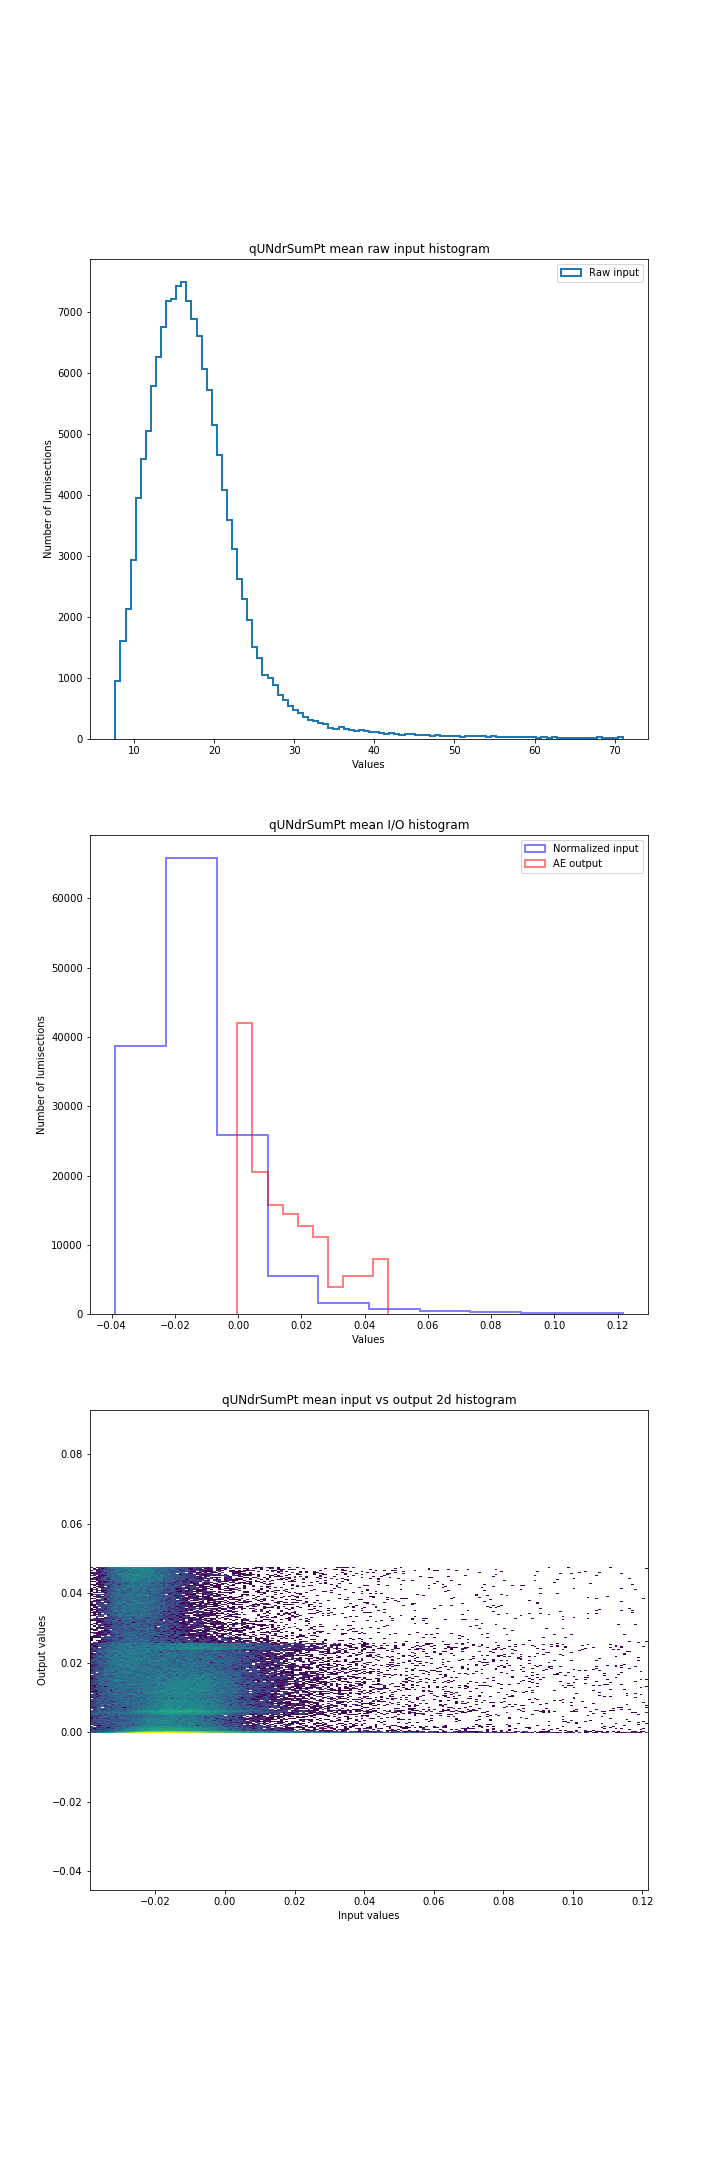 qUNdrSumPt mean raw input histogram
Raw input
7000
6000
5000
4000
3000
2000
1000
0
Number of lumisections
10 20 30 40 50 60 70
Values
qUNdrSumPt mean I/O histogram
Normalized input
AE output
60000
50000
40000
30000
20000
10000
0
Number of lumisections
−0.04 −0.02 0.00 0.02 0.04 0.06 0.08 0.10 0.12
Values
qUNdrSumPt mean input vs output 2d histogram
0.08
0.06
0.04
0.02
0.00
−0.02
−0.04
Output values
−0.02 0.00 0.02 0.04 0.06 0.08 0.10 0.12
Input values